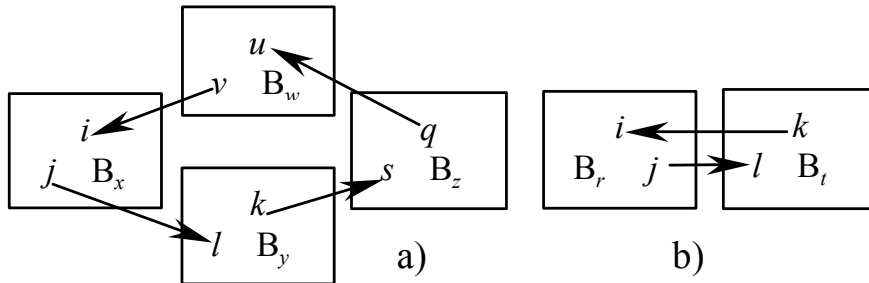 u
v B_w
i
j B_x
q
s B_z
k
l B_y
a)
i k
B_r j l B_t
b)